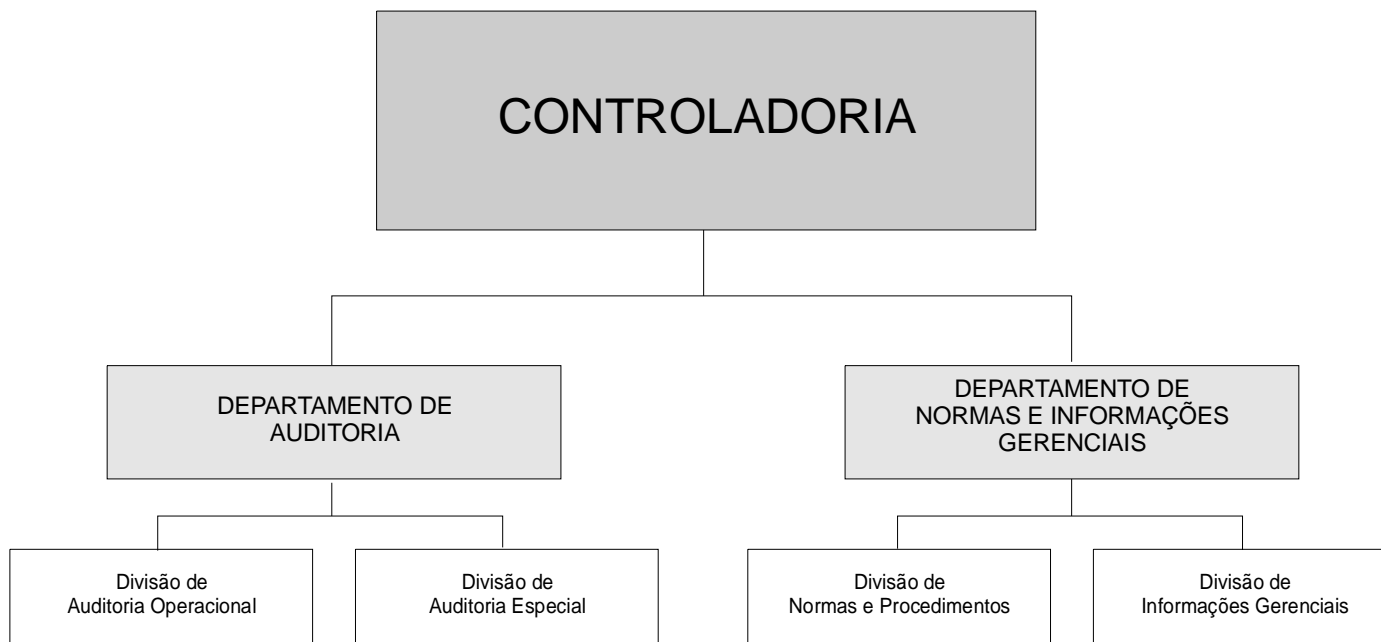 CONTROLADORIA
DEPARTAMENTO DE
AUDITORIA
DEPARTAMENTO DE
NORMAS E INFORMAÇÕES
GERENCIAIS
Divisão de
Auditoria Operacional
Divisão de
Auditoria Especial
Divisão de
Normas e Procedimentos
Divisão de
Informações Gerenciais